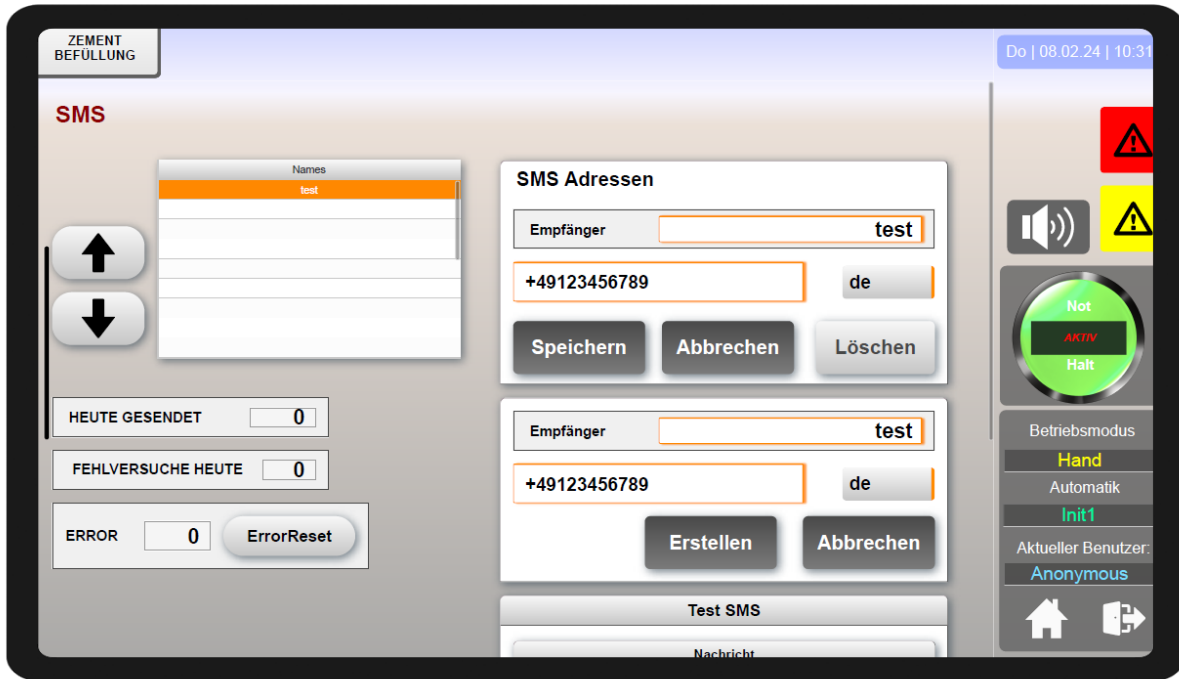 ZEMENT
BEFÜLLUNG
Do | 08.02.24 | 10:31
SMS
Names
test
SMS Adressen
Empfänger test
+49123456789 de
Speichern Abbrechen Löschen
HEUTE GESENDET 0
FEHLVERSUCHE HEUTE 0
ERROR 0 ErrorReset
Empfänger test
+49123456789 de
Erstellen Abbrechen
Test SMS
Nachricht
Not
AKTIV
Halt
Betriebsmodus
Hand
Automatik
Init1
Aktueller Benutzer:
Anonymous